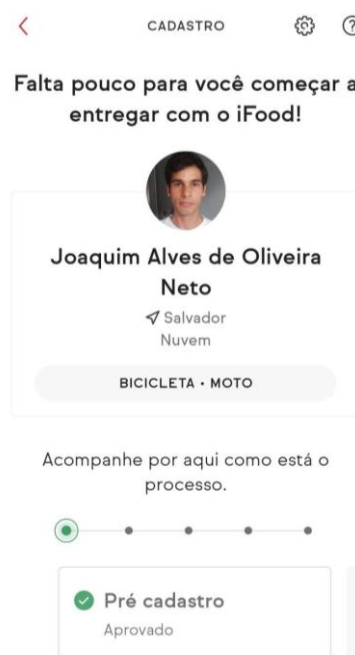 CADASTRO
Falta pouco para você começar a
entregar com o iFood!
Joaquim Alves de Oliveira
Neto
Salvador
Nuvem
BICICLETA • MOTO
Acompanhe por aqui como está o
processo.
Pré cadastro
Aprovado